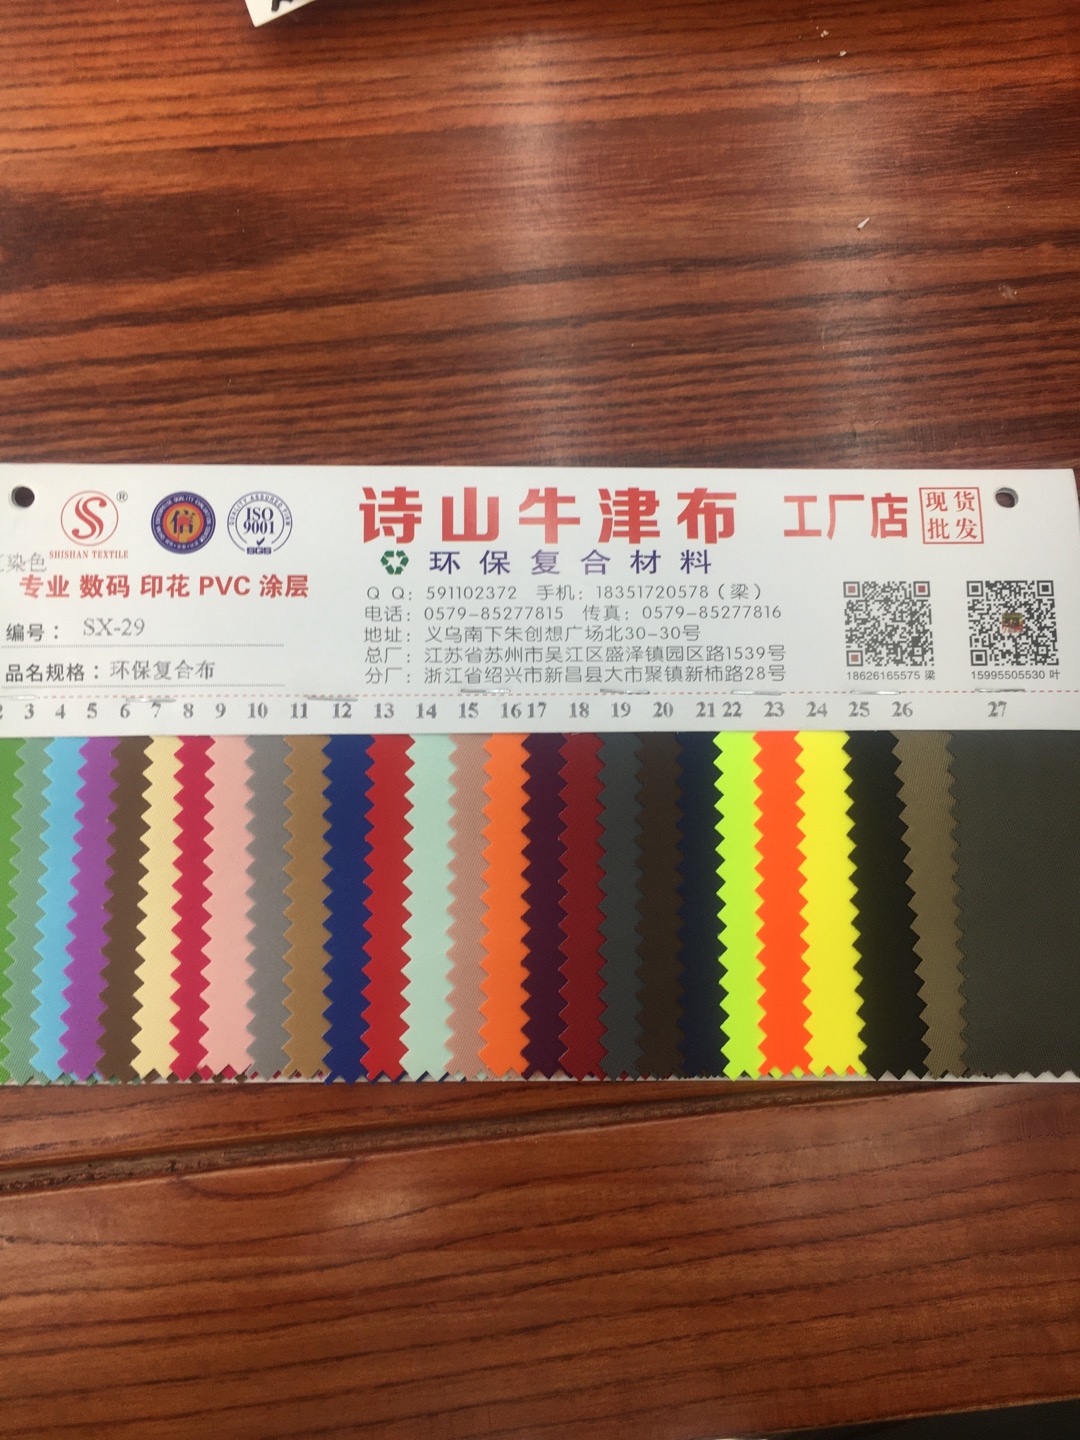 诗山牛津布 工厂店 现货批发
®
SHISHAN TEXTILE
信
ISO 9001
SGS
环保复合材料
染色
专业 数码 印花 PVC 涂层
QQ：591102372 手机：18351720578（梁）
电话：0579-85277815 传真：0579-85277816
编号： SX-29
地址：义乌南下朱创想广场北30-30号
总厂：江苏省苏州市吴江区盛泽镇园区路1539号
品名规格：环保复合布
分厂：浙江省绍兴市新昌县大市聚镇新柿路28号
18626165575 梁
15995505530 叶
2 3 4 5 6 7 8 9 10 11 12 13 14 15 16 17 18 19 20 21 22 23 24 25 26 27